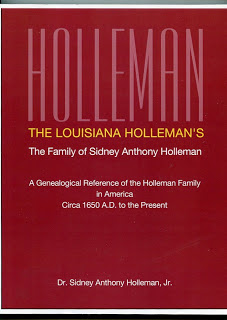 HOLLEMAN
THE LOUISIANA HOLLEMAN'S
The Family of Sidney Anthony Holleman
A Genealogical Reference of the Holleman Family
in America
Circa 1650 A.D. to the Present
Dr. Sidney Anthony Holleman, Jr.